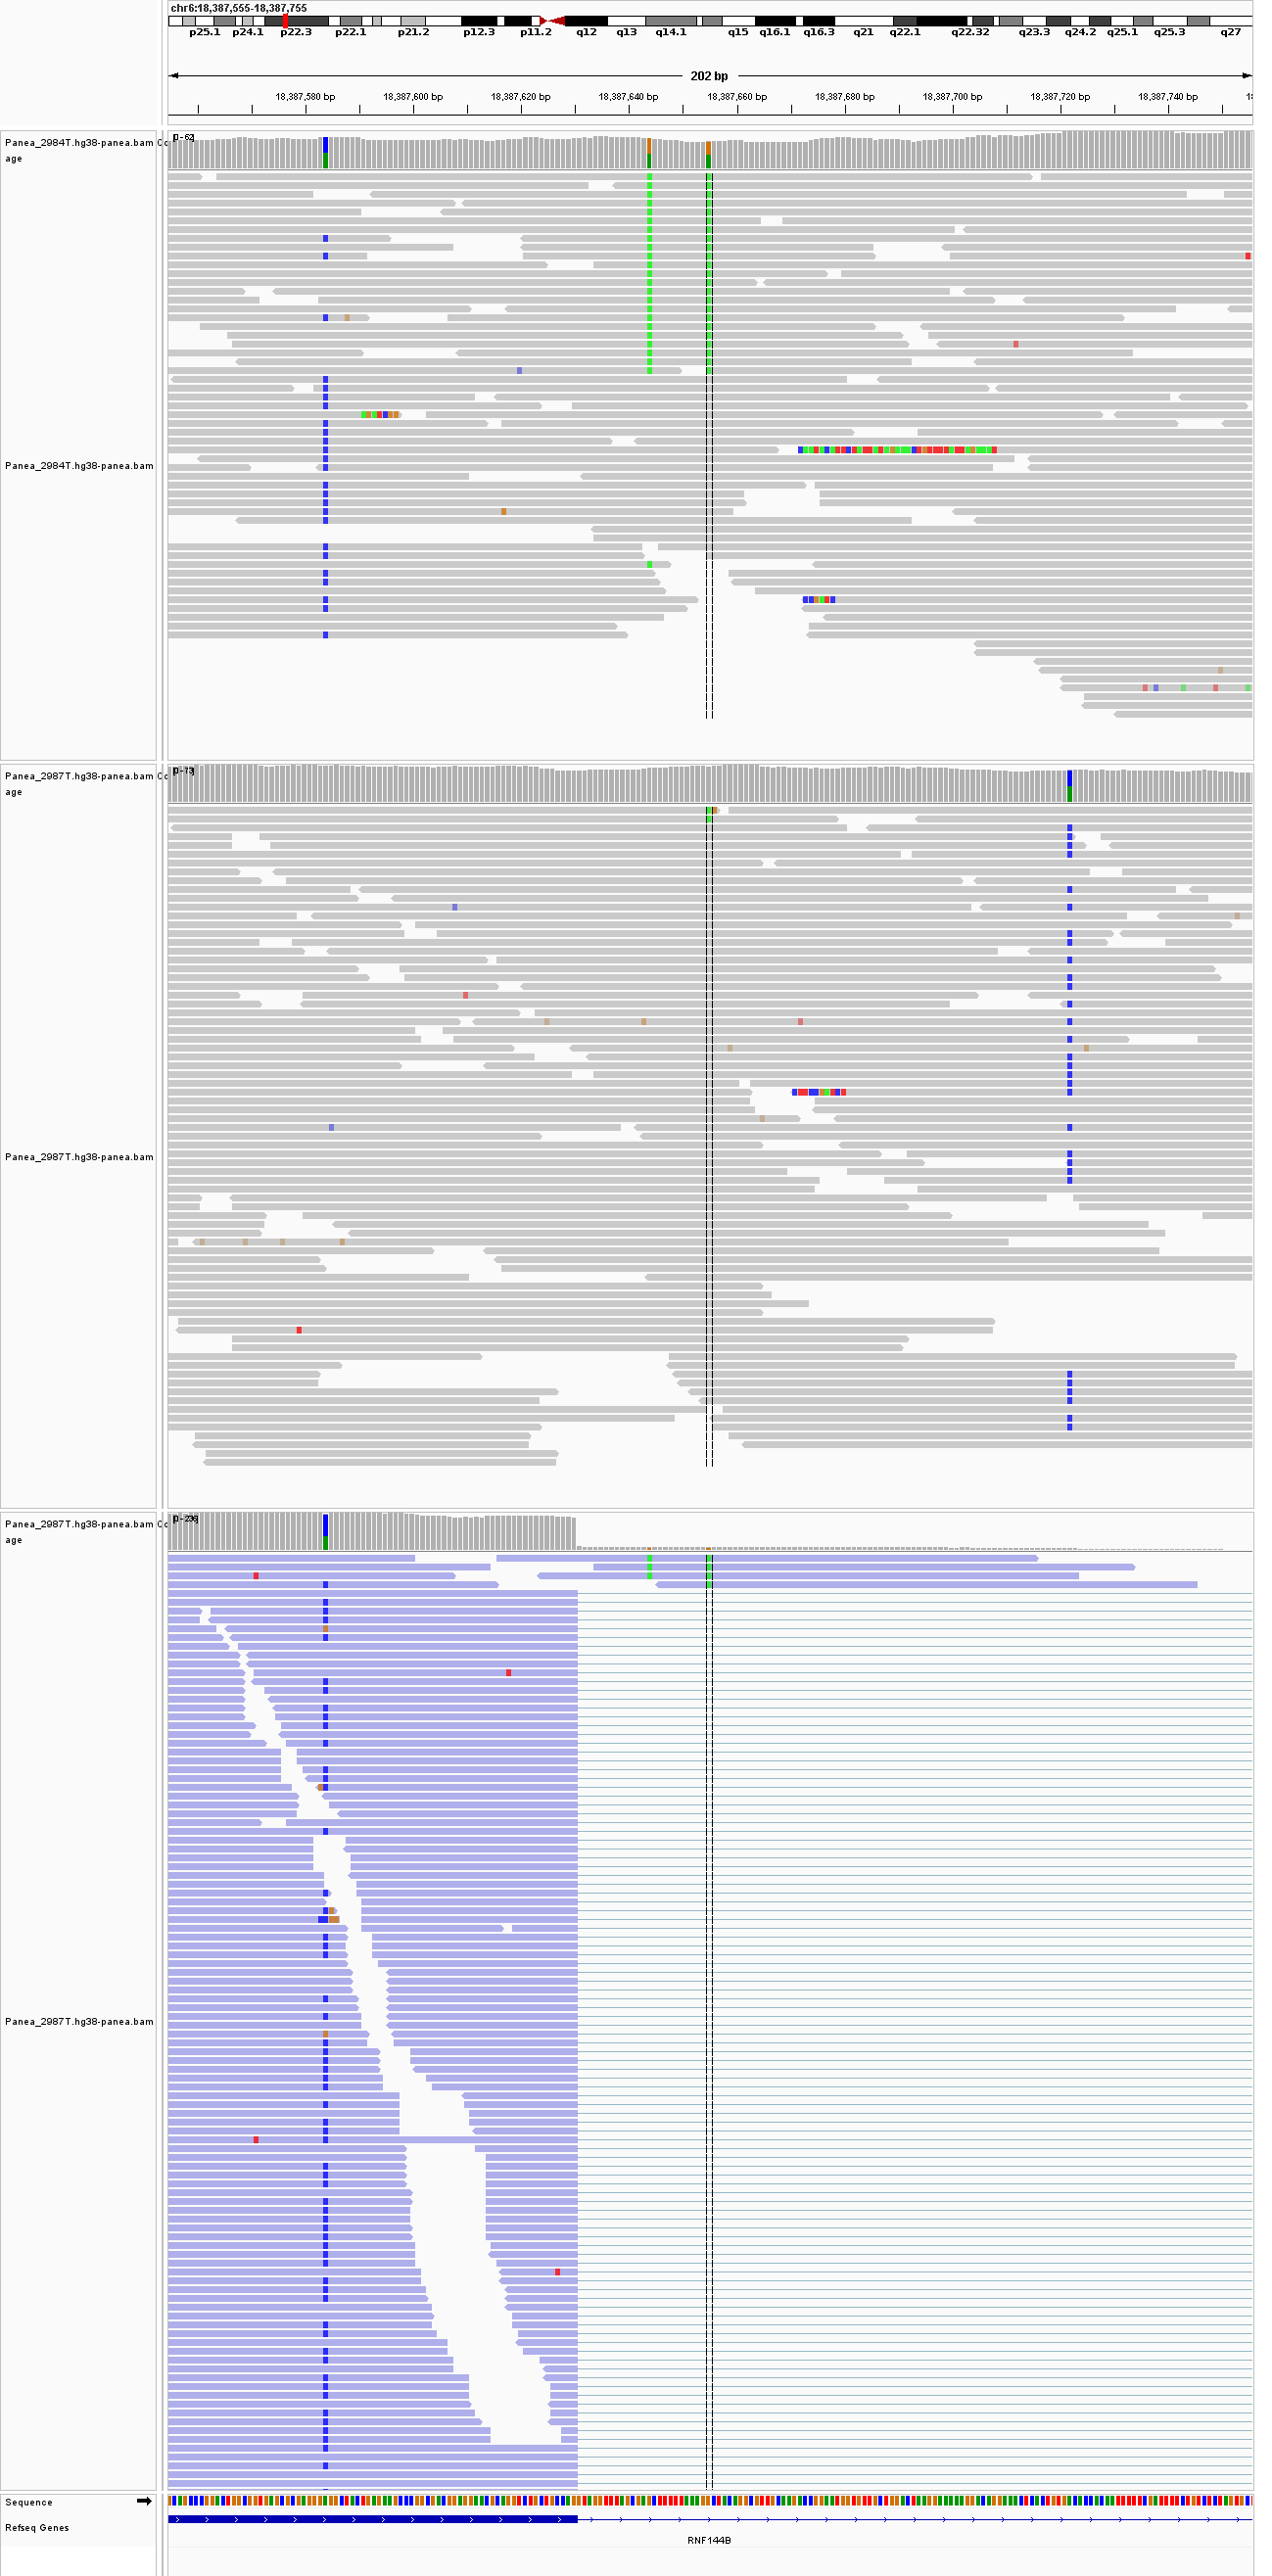 chr6:18,387,555-18,387,755
p25.1 p24.1 p22.3 p22.1 p21.2 p12.3 p11.2 q12 q13 q14.1 q15 q16.1 q16.3 q21 q22.1 q22.32 q23.3 q24.2 q25.1 q25.3 q27
202 bp
18,387,580 bp 18,387,600 bp 18,387,620 bp 18,387,640 bp 18,387,660 bp 18,387,680 bp 18,387,700 bp 18,387,720 bp 18,387,740 bp
Panea_2984T.hg38-panea.bam Co
age
Panea_2984T.hg38-panea.bam
Panea_2987T.hg38-panea.bam Co
age
Panea_2987T.hg38-panea.bam
Panea_2987T.hg38-panea.bam Co
age
Panea_2987T.hg38-panea.bam
Sequence
Refseq Genes
RNF144B